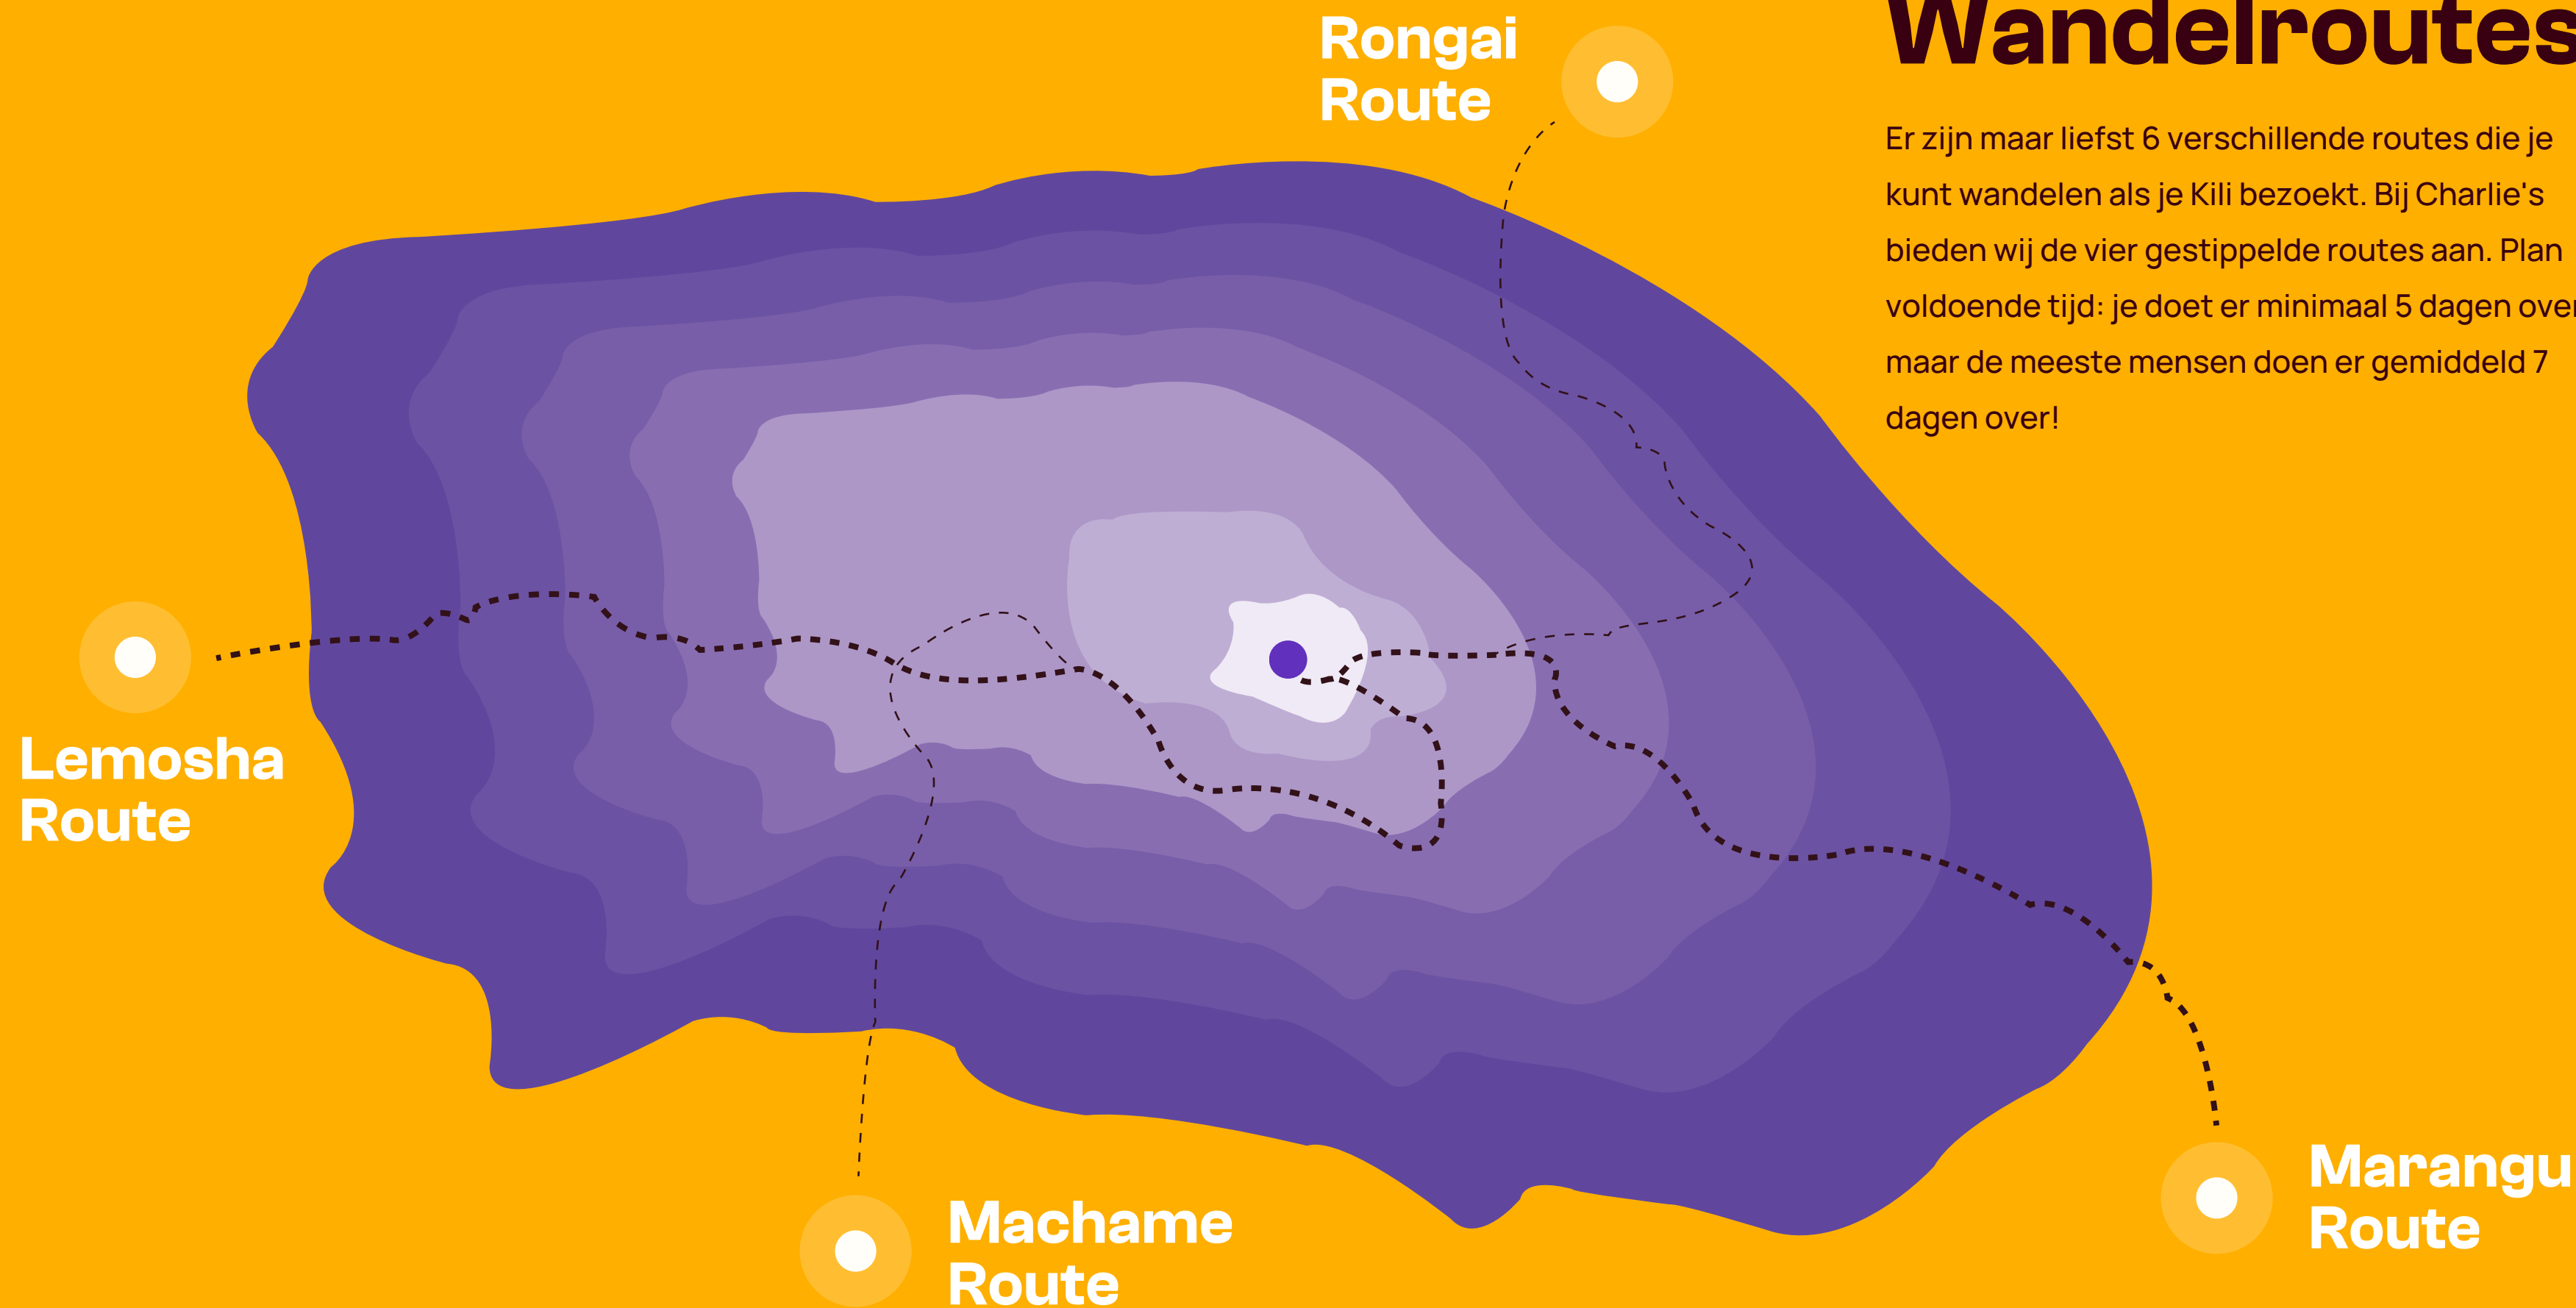 Rongai
Route
Wandelroutes
Er zijn maar liefst 6 verschillende routes die je
kunt wandelen als je Kili bezoekt. Bij Charlie's
bieden wij de vier gestippelde routes aan. Plan
voldoende tijd: je doet er minimaal 5 dagen over
maar de meeste mensen doen er gemiddeld 7
dagen over!
Lemosha
Route
Machame
Route
Marangu
Route